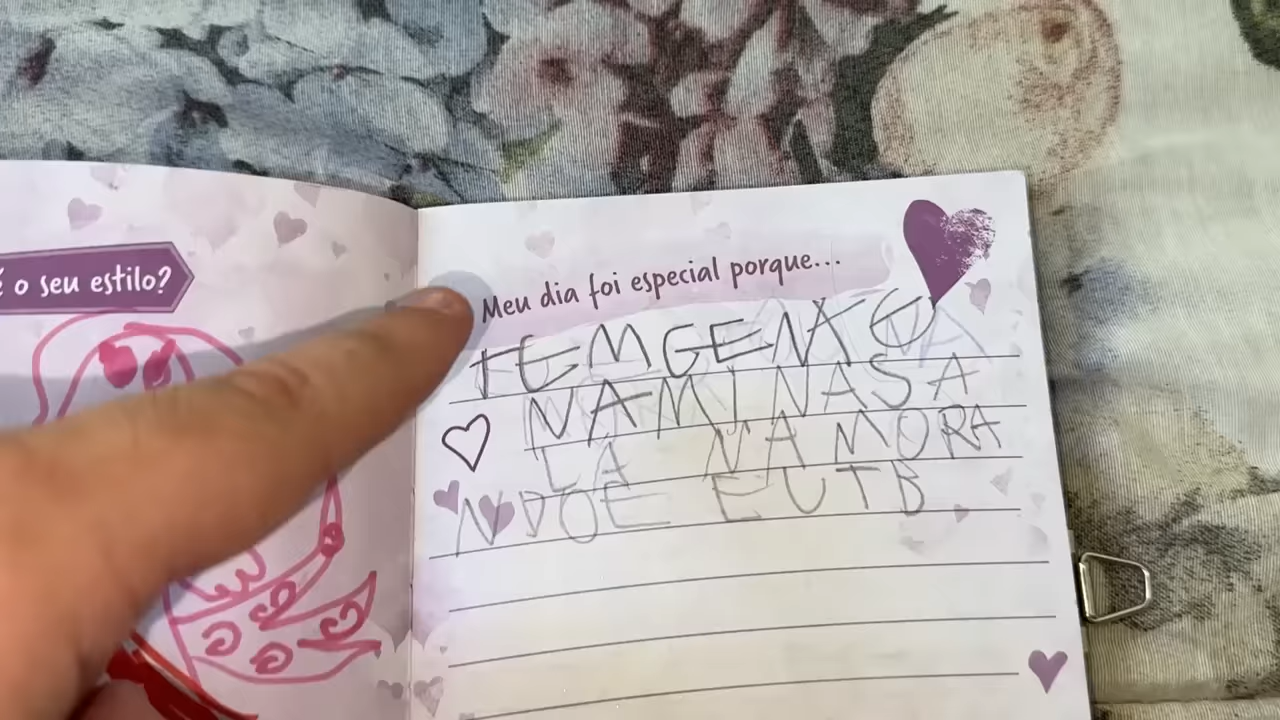 É o seu estilo?
Meu dia foi especial porque...
TEMGENTE
NAMINASA
LA NAMORA
NDOE EUTB